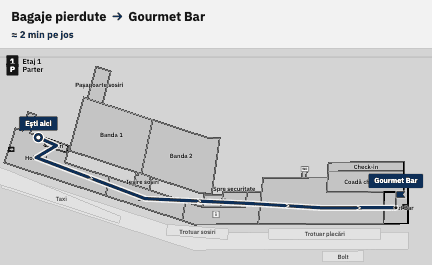 Bagaje pierdute → Gourmet Bar
≈ 2 min pe jos
1 Etaj 1
P Parter
Pașapoarte sosiri
Ești aici
Banda 1
Banda 2
Check-in
Ieșire sosiri
Spre securitate
Gourmet Bar
Taxi
Trotuar sosiri
Trotuar plecări
Bolt